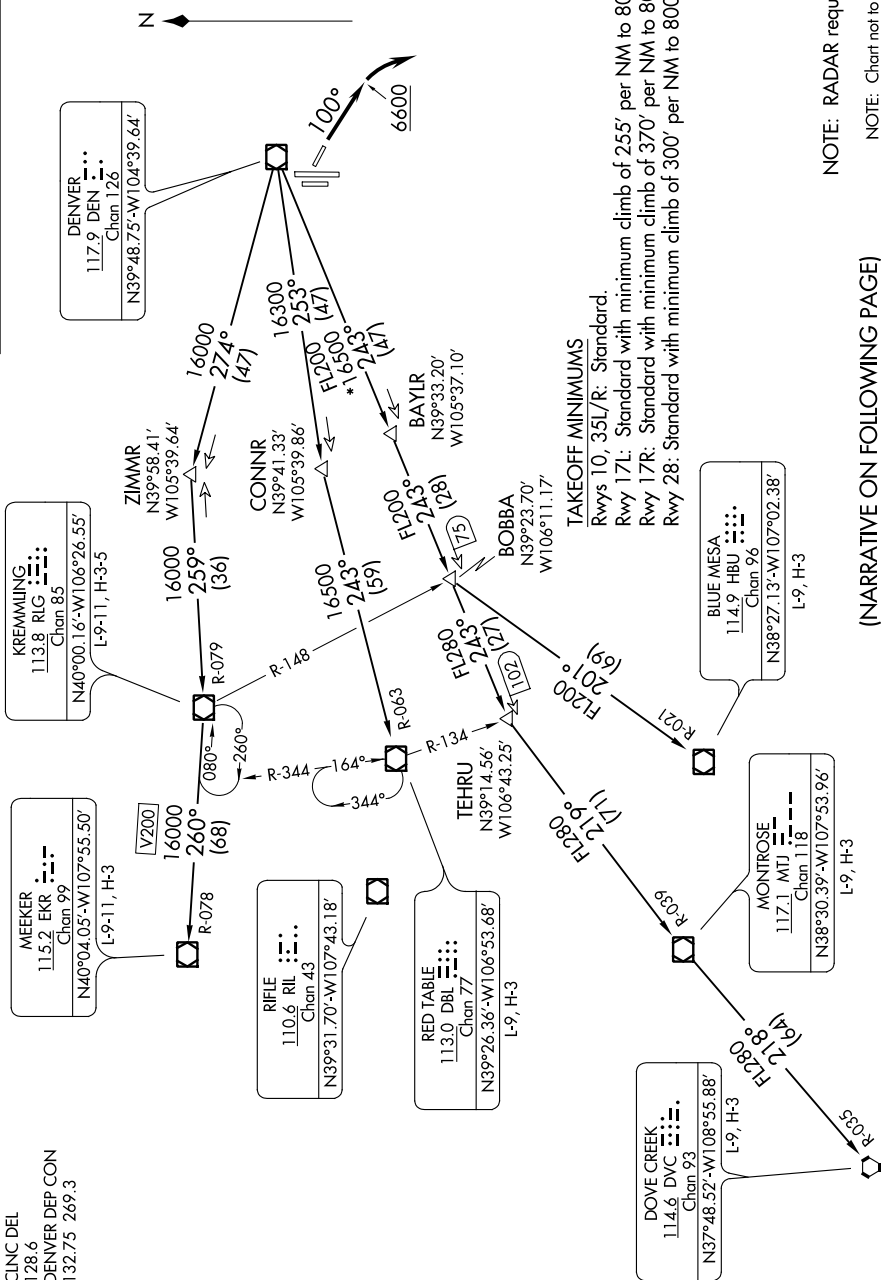 CLNC DEL
128.6
DENVER DEP CON
132.75 269.3
MEEKER
115.2 EKR
Chan 99
N40°04.05'-W107°55.50'
L-9-11, H-3
KREMMLING
113.8 RLG
Chan 85
N40°00.16'-W106°26.55'
L-9-11, H-3-5
DENVER
117.9 DEN
Chan 126
N39°48.75'-W104°39.64'
N
ZIMMR
N39°58.41'
W105°39.64'
16000
274°
(47)
16000
259°
(36)
R-079
V200
16000
260°
(68)
R-078
080°
260°
CONNR
N39°41.33'
W105°39.86'
16300
253°
(47)
FL200
*16500
243°
(47)
BAYLR
N39°33.20'
W105°37.10'
100°
6600
16500
243°
(59)
R-063
R-148
R-344
164°
344°
R-134
FL200
243°
(28)
75
BOBBA
N39°23.70'
W106°11.17'
FL280
243°
(27)
102
TEHRU
N39°14.56'
W106°43.25'
RIFLE
110.6 RIL
Chan 43
N39°31.70'-W107°43.18'
RED TABLE
113.0 DBL
Chan 77
N39°26.36'-W106°53.68'
L-9, H-3
FL200
201°
(69)
R-021
BLUE MESA
114.9 HBU
Chan 96
N38°27.13'-W107°02.38'
L-9, H-3
FL280
219°
(71)
R-039
MONTROSE
117.1 MTJ
Chan 118
N38°30.39'-W107°53.96'
L-9, H-3
FL280
218°
(64)
R-035
DOVE CREEK
114.6 DVC
Chan 93
N37°48.52'-W108°55.88'
L-9, H-3
TAKEOFF MINIMUMS
Rwys 10, 35L/R: Standard.
Rwy 17L: Standard with minimum climb of 255' per NM to 80
Rwy 17R: Standard with minimum climb of 370' per NM to 80
Rwy 28: Standard with minimum climb of 300' per NM to 800
NOTE: RADAR requ
NOTE: Chart not to
(NARRATIVE ON FOLLOWING PAGE)